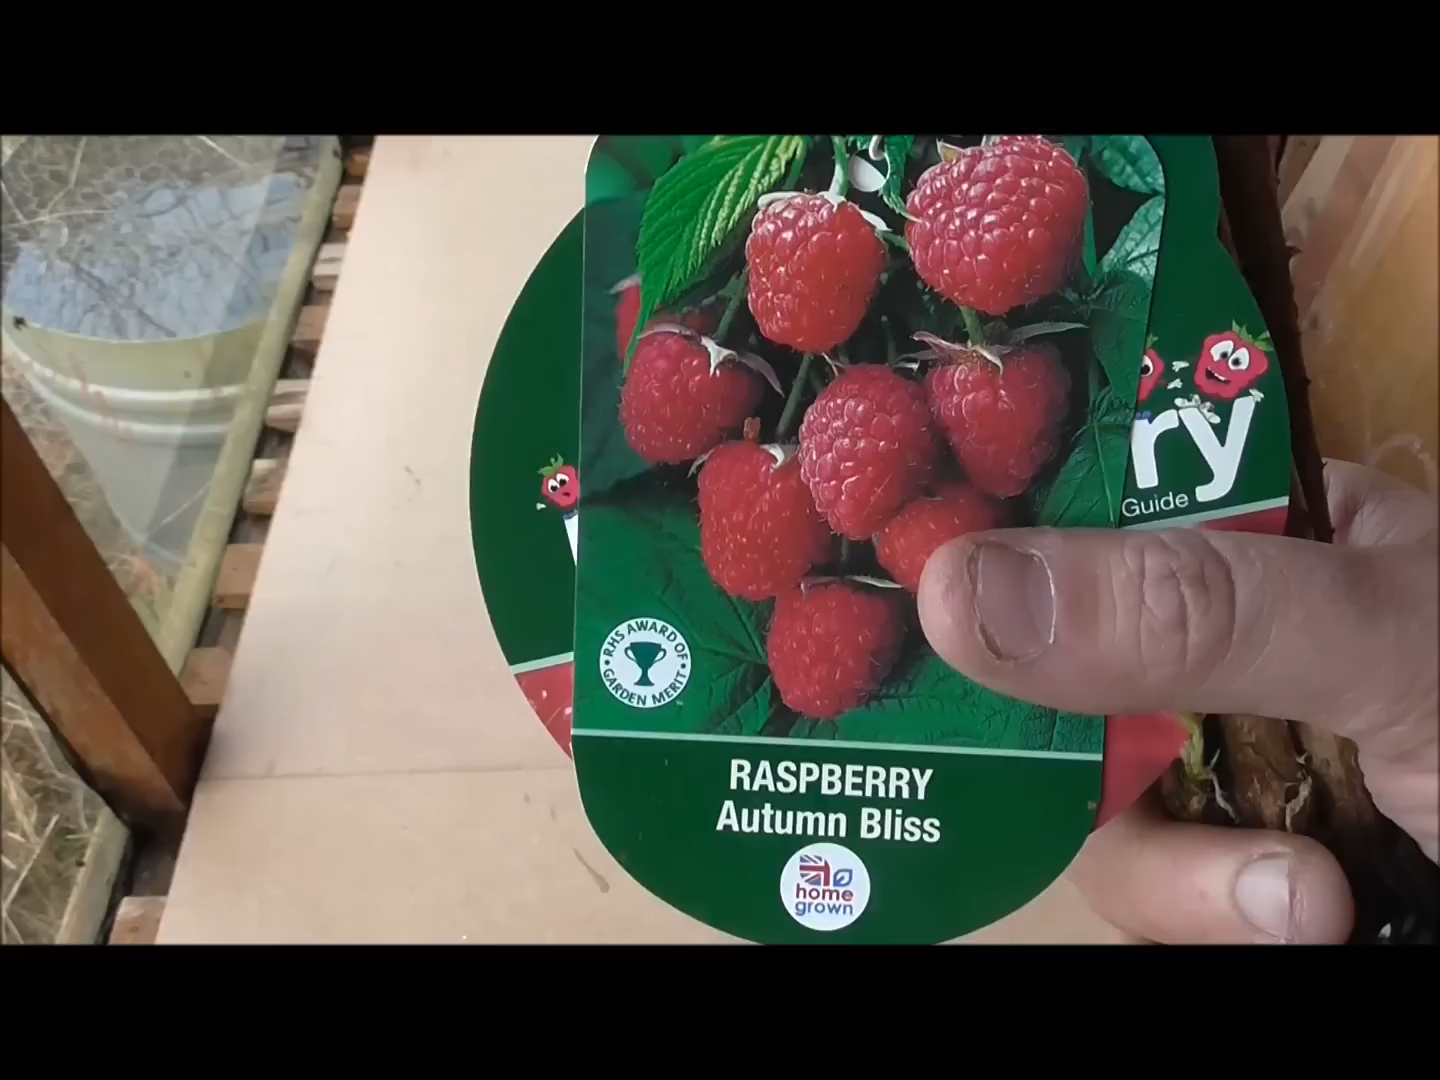 ry
Guide
RHS AWARD OF
GARDEN MERIT
RASPBERRY
Autumn Bliss
home
grown